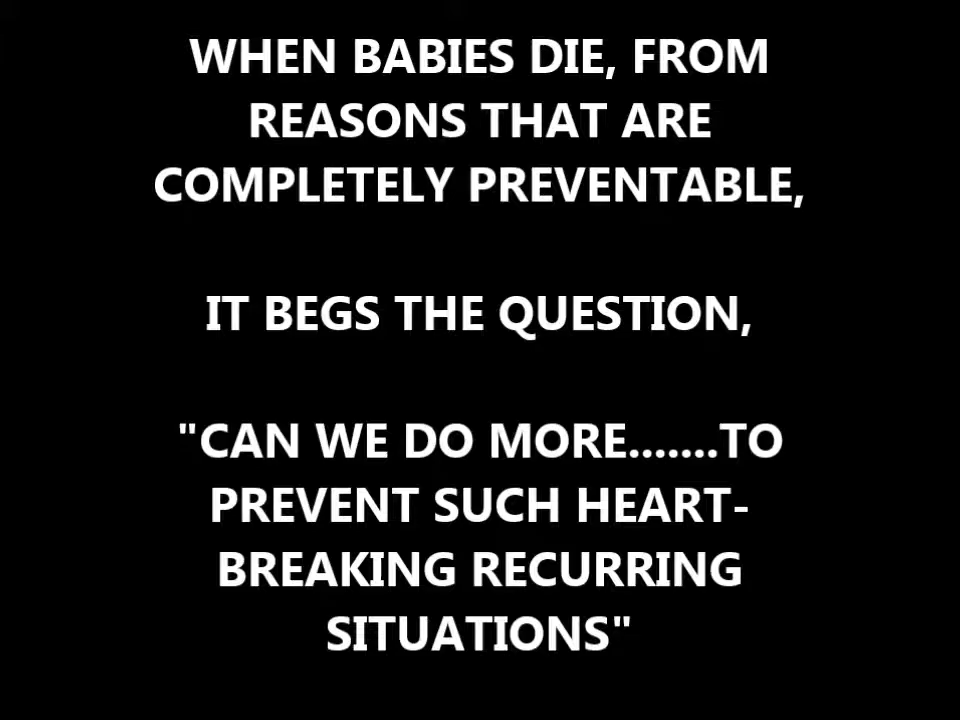 WHEN BABIES DIE, FROM
REASONS THAT ARE
COMPLETELY PREVENTABLE,
IT BEGS THE QUESTION,
"CAN WE DO MORE.......TO
PREVENT SUCH HEART-
BREAKING RECURRING
SITUATIONS"